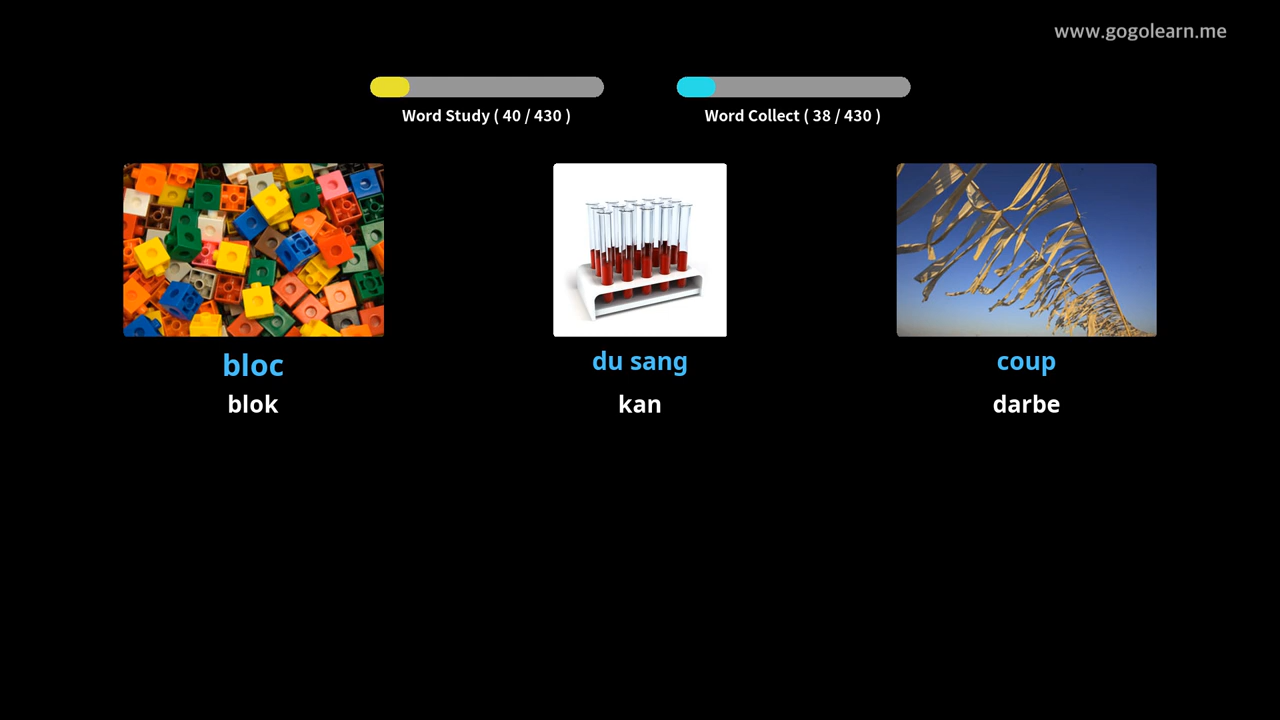 www.gogolearn.me
Word Study ( 40 / 430 )
Word Collect ( 38 / 430 )
bloc
blok
du sang
kan
coup
darbe